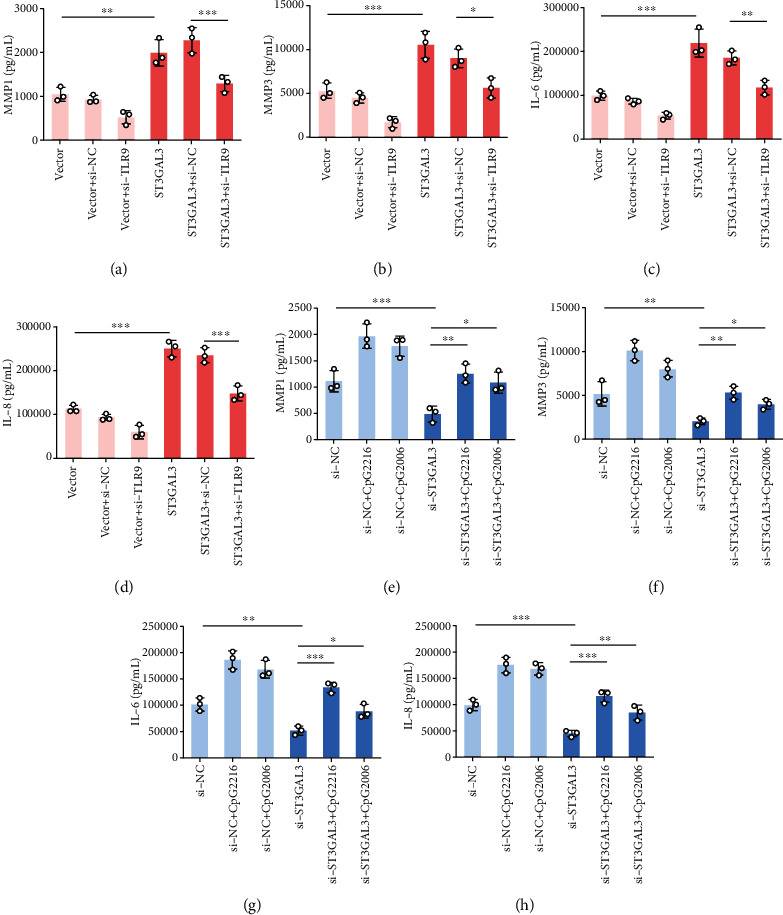 MMP1 (pg/mL)
3000
2000
1000
0
**
***
Vector
Vector+si-NC
Vector+si-TLR9
ST3GAL3
ST3GAL3+si-NC
ST3GAL3+si-TLR9
(a)
MMP3 (pg/mL)
15000
10000
5000
0
***
*
Vector
Vector+si-NC
Vector+si-TLR9
ST3GAL3
ST3GAL3+si-NC
ST3GAL3+si-TLR9
(b)
IL-6 (pg/mL)
300000
200000
100000
0
***
**
Vector
Vector+si-NC
Vector+si-TLR9
ST3GAL3
ST3GAL3+si-NC
ST3GAL3+si-TLR9
(c)
IL-8 (pg/mL)
300000
200000
100000
0
***
***
Vector
Vector+si-NC
Vector+si-TLR9
ST3GAL3
ST3GAL3+si-NC
ST3GAL3+si-TLR9
(d)
MMP1 (pg/mL)
2500
2000
1500
1000
500
0
***
*
**
si-NC
si-NC+CpG2216
si-NC+CpG2006
si-ST3GAL3
si-ST3GAL3+CpG2216
si-ST3GAL3+CpG2006
(e)
MMP3 (pg/mL)
15000
10000
5000
0
**
*
**
si-NC
si-NC+CpG2216
si-NC+CpG2006
si-ST3GAL3
si-ST3GAL3+CpG2216
si-ST3GAL3+CpG2006
(f)
IL-6 (pg/mL)
250000
200000
150000
100000
50000
0
**
*
***
si-NC
si-NC+CpG2216
si-NC+CpG2006
si-ST3GAL3
si-ST3GAL3+CpG2216
si-ST3GAL3+CpG2006
(g)
IL-8 (pg/mL)
250000
200000
150000
100000
50000
0
***
**
***
si-NC
si-NC+CpG2216
si-NC+CpG2006
si-ST3GAL3
si-ST3GAL3+CpG2216
si-ST3GAL3+CpG2006
(h)